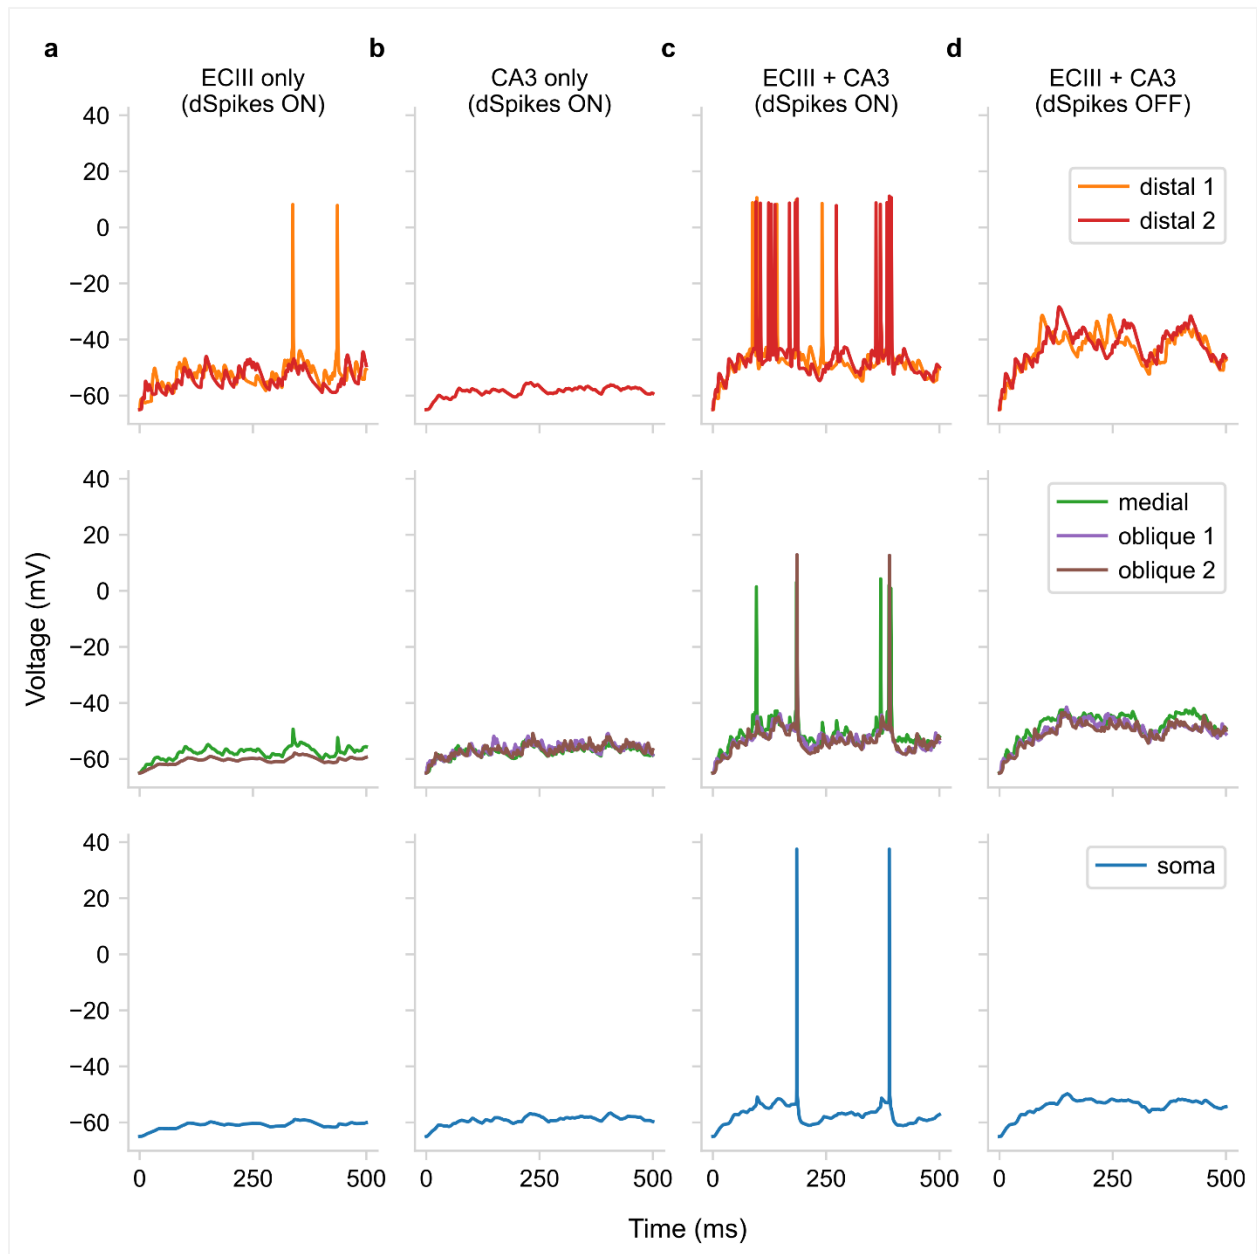 a
b
c
d
ECIII only
(dSpikes ON)
CA3 only
(dSpikes ON)
ECIII + CA3
(dSpikes ON)
ECIII + CA3
(dSpikes OFF)
40
20
0
−20
−40
−60
distal 1
distal 2
Voltage (mV)
40
20
0
−20
−40
−60
medial
oblique 1
oblique 2
40
20
0
−20
−40
−60
soma
0 250 500
0 250 500
0 250 500
0 250 500
Time (ms)